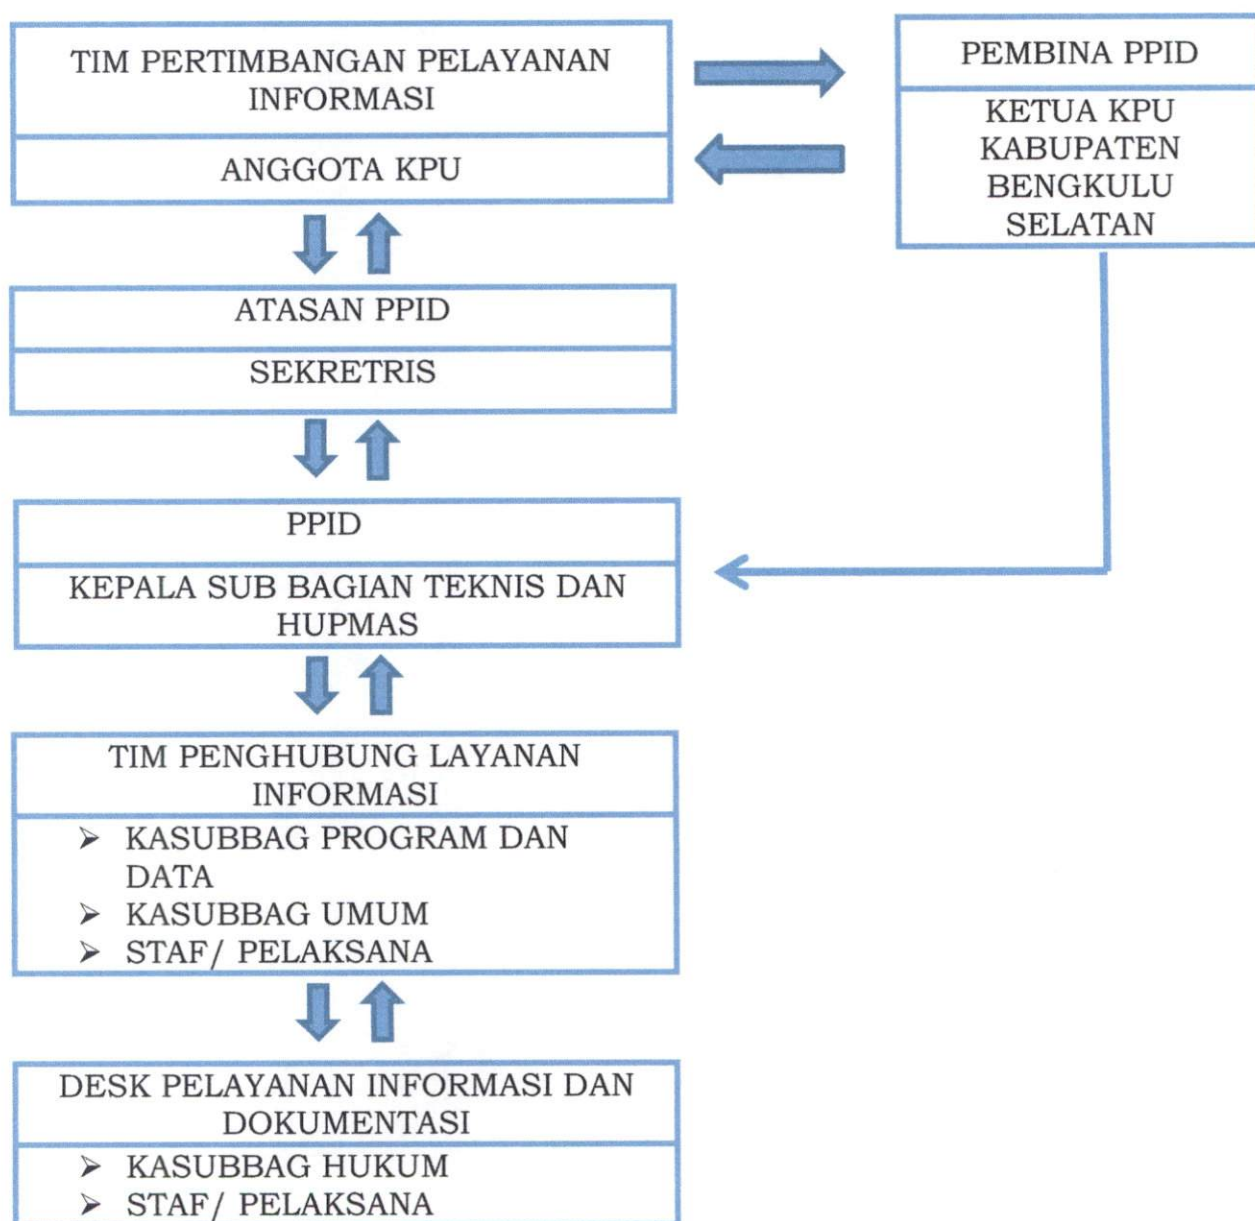 TIM PERTIMBANGAN PELAYANAN
INFORMASI
ANGGOTA KPU
PEMBINA PPID
KETUA KPU
KABUPATEN
BENGKULU
SELATAN
ATASAN PPID
SEKRETRIS
PPID
KEPALA SUB BAGIAN TEKNIS DAN
HUPMAS
TIM PENGHUBUNG LAYANAN
INFORMASI
➢ KASUBBAG PROGRAM DAN
DATA
➢ KASUBBAG UMUM
➢ STAF/ PELAKSANA
DESK PELAYANAN INFORMASI DAN
DOKUMENTASI
➢ KASUBBAG HUKUM
➢ STAF/ PELAKSANA